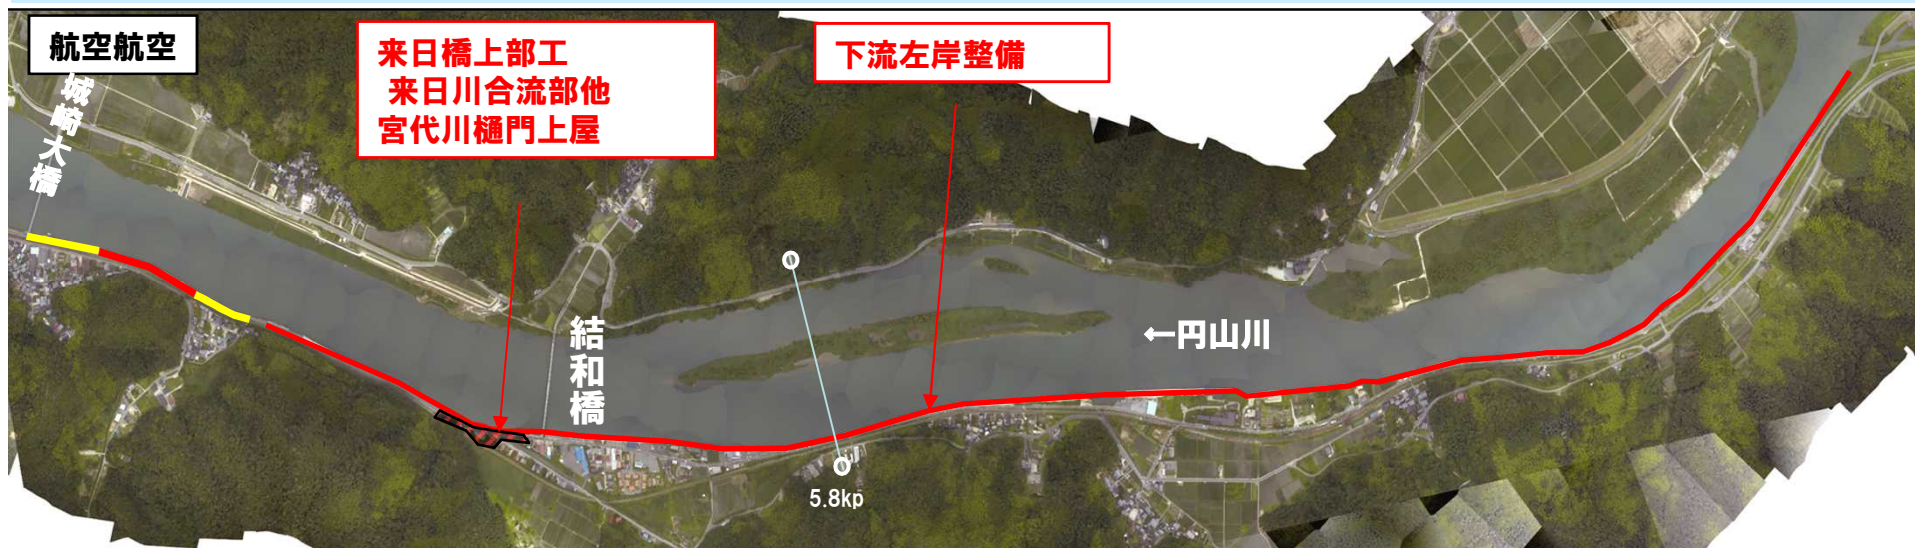 航空航空
城崎大橋
来日橋上部工
来日川合流部他
宮代川樋門上屋
下流左岸整備
結和橋
←円山川
5.8kp